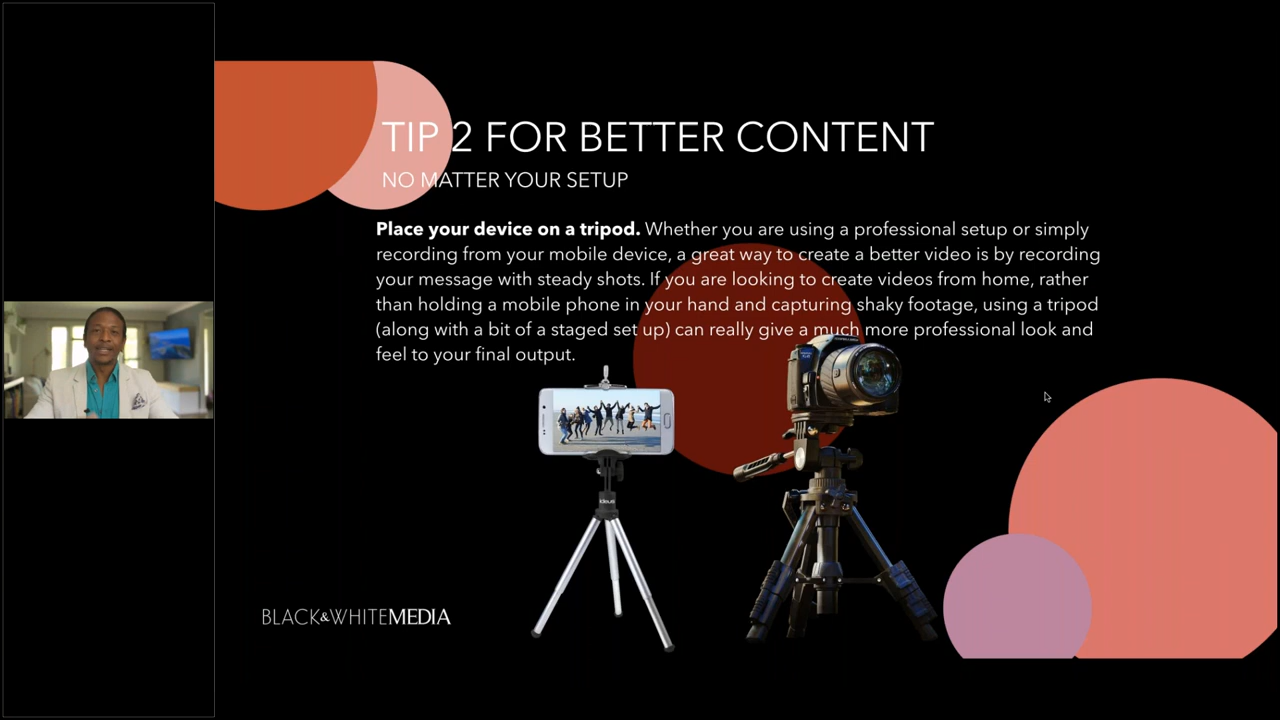 TIP 2 FOR BETTER CONTENT
NO MATTER YOUR SETUP
Place your device on a tripod. Whether you are using a professional setup or simply
recording from your mobile device, a great way to create a better video is by recording
your message with steady shots. If you are looking to create videos from home, rather
than holding a mobile phone in your hand and capturing shaky footage, using a tripod
(along with a bit of a staged set up) can really give a much more professional look and
feel to your final output.
BLACK&WHITEMEDIA